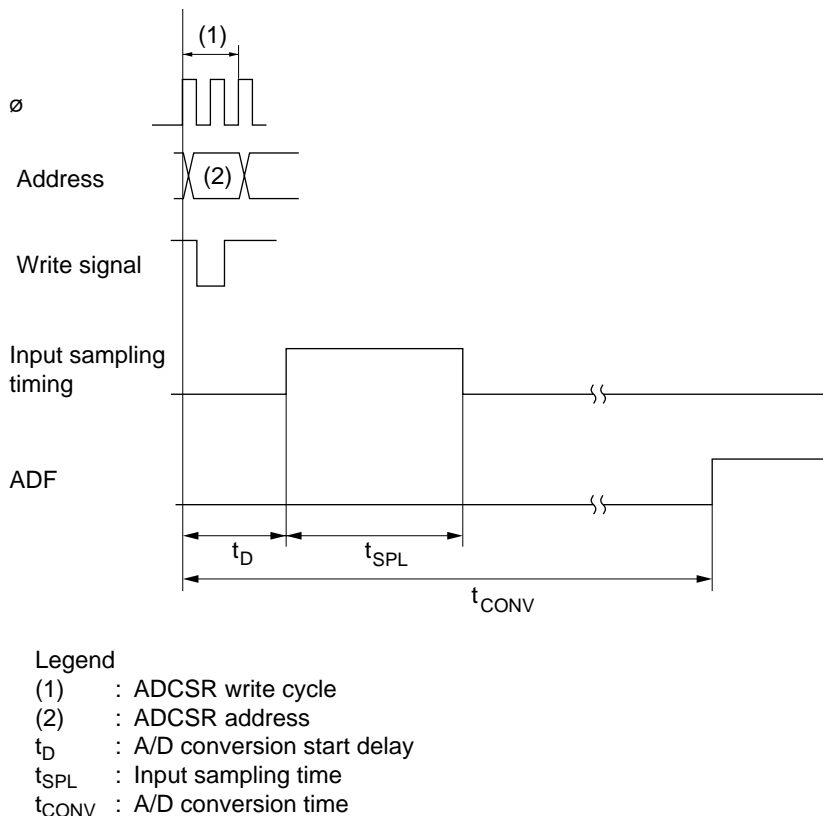 (1)
ø
Address
(2)
Write signal
Input sampling
timing
ADF
tD
tSPL
tCONV
Legend
(1) : ADCSR write cycle
(2) : ADCSR address
tD : A/D conversion start delay
tSPL : Input sampling time
tCONV : A/D conversion time